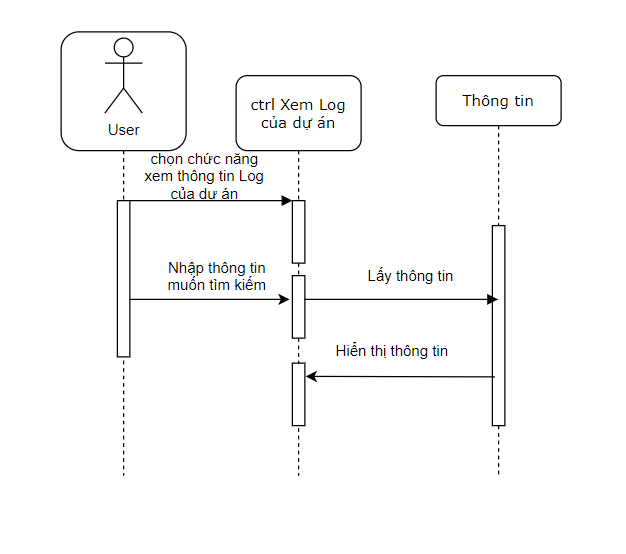 User
ctrl Xem Log
của dự án
Thông tin
chọn chức năng
xem thông tin Log
của dư án
Nhập thông tin
muốn tìm kiếm
Lấy thông tin
Hiển thị thông tin